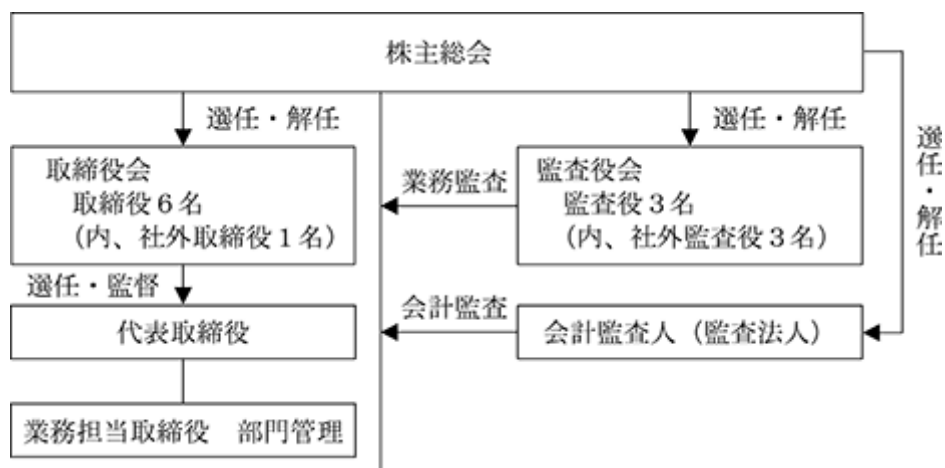 株主総会
選任・解任
選任・解任
選任・解任
取締役会
取締役6名
(内、社外取締役1名)
業務監査
監査役会
監査役3名
(内、社外監査役3名)
選任・監督
代表取締役
会計監査
会計監査人（監査法人）
業務担当取締役　部門管理